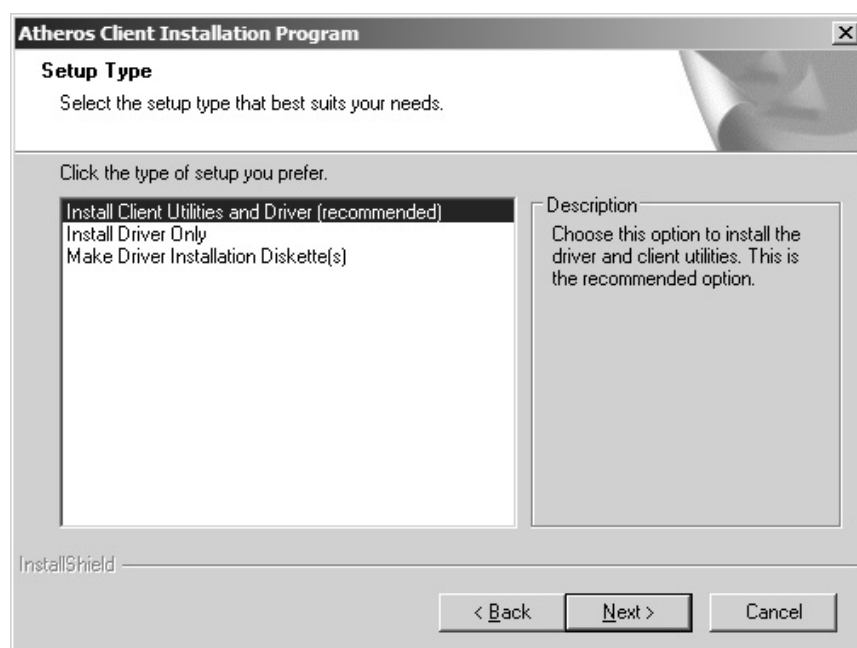 Atheros Client Installation Program
Setup Type
Select the setup type that best suits your needs.
Click the type of setup you prefer.
Install Client Utilities and Driver (recommended)
Install Driver Only
Make Driver Installation Diskette(s)
Description
Choose this option to install the
driver and client utilities. This is
the recommended option.
InstallShield
< Back
Next >
Cancel